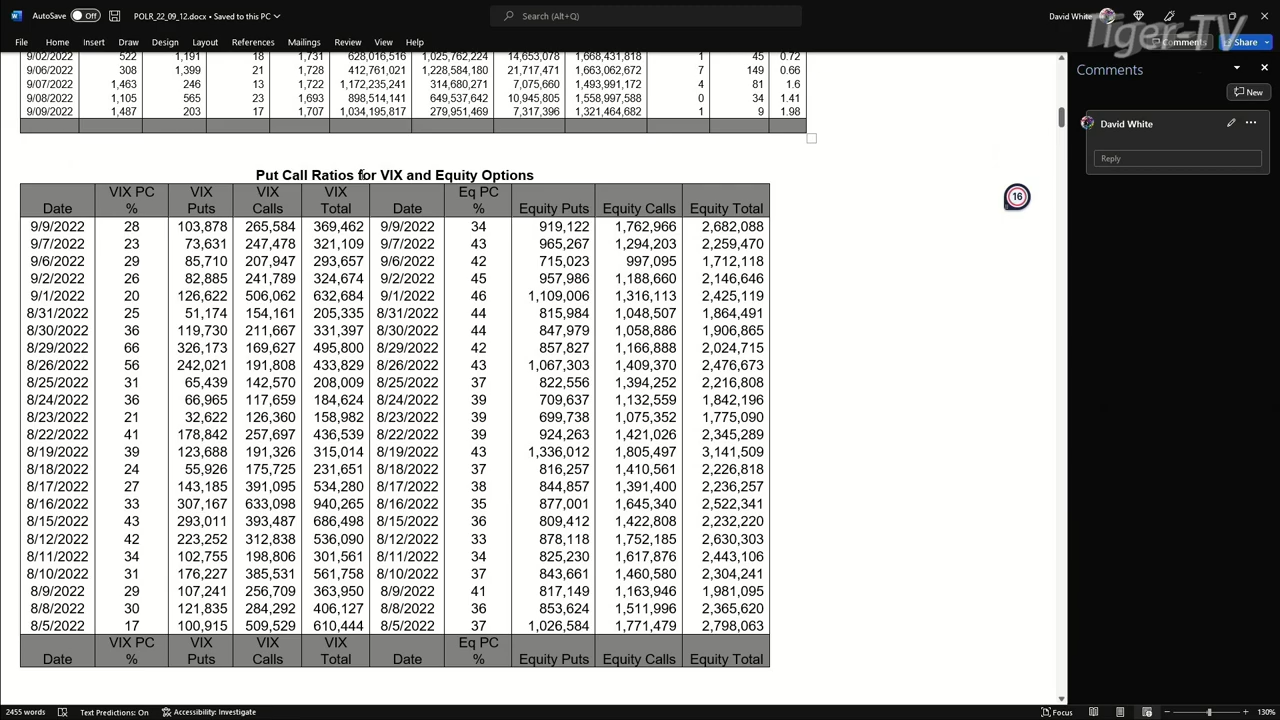 AutoSave Off POLR_22_09_12.docx • Saved to this PC Search (Alt+Q) David White
Tiger-TV
File Home Insert Draw Design Layout References Mailings Review View Help Comments Share
9/02/2022 522 1,191 18 1,731 628,016,516 1,025,762,224 14,653,078 1,668,431,818 1 45 0.72
9/06/2022 308 1,399 21 1,728 412,761,021 1,228,584,180 21,717,471 1,663,062,672 7 149 0.66
9/07/2022 1,463 246 13 1,722 1,172,235,241 314,680,271 7,075,660 1,493,991,172 4 81 1.6
9/08/2022 1,105 565 23 1,693 898,514,141 649,537,642 10,945,805 1,558,997,588 0 34 1.41
9/09/2022 1,487 203 17 1,707 1,034,195,817 279,951,469 7,317,396 1,321,464,682 1 9 1.98
Put Call Ratios for VIX and Equity Options
VIX PC VIX VIX VIX Eq PC
Date % Puts Calls Total Date % Equity Puts Equity Calls Equity Total
9/9/2022 28 103,878 265,584 369,462 9/9/2022 34 919,122 1,762,966 2,682,088
9/7/2022 23 73,631 247,478 321,109 9/7/2022 43 965,267 1,294,203 2,259,470
9/6/2022 29 85,710 207,947 293,657 9/6/2022 42 715,023 997,095 1,712,118
9/2/2022 26 82,885 241,789 324,674 9/2/2022 45 957,986 1,188,660 2,146,646
9/1/2022 20 126,622 506,062 632,684 9/1/2022 46 1,109,006 1,316,113 2,425,119
8/31/2022 25 51,174 154,161 205,335 8/31/2022 44 815,984 1,048,507 1,864,491
8/30/2022 36 119,730 211,667 331,397 8/30/2022 44 847,979 1,058,886 1,906,865
8/29/2022 66 326,173 169,627 495,800 8/29/2022 42 857,827 1,166,888 2,024,715
8/26/2022 56 242,021 191,808 433,829 8/26/2022 43 1,067,303 1,409,370 2,476,673
8/25/2022 31 65,439 142,570 208,009 8/25/2022 37 822,556 1,394,252 2,216,808
8/24/2022 36 66,965 117,659 184,624 8/24/2022 39 709,637 1,132,559 1,842,196
8/23/2022 21 32,622 126,360 158,982 8/23/2022 39 699,738 1,075,352 1,775,090
8/22/2022 41 178,842 257,697 436,539 8/22/2022 39 924,263 1,421,026 2,345,289
8/19/2022 39 123,688 191,326 315,014 8/19/2022 43 1,336,012 1,805,497 3,141,509
8/18/2022 24 55,926 175,725 231,651 8/18/2022 37 816,257 1,410,561 2,226,818
8/17/2022 27 143,185 391,095 534,280 8/17/2022 38 844,857 1,391,400 2,236,257
8/16/2022 33 307,167 633,098 940,265 8/16/2022 35 877,001 1,645,340 2,522,341
8/15/2022 43 293,011 393,487 686,498 8/15/2022 36 809,412 1,422,808 2,232,220
8/12/2022 42 223,252 312,838 536,090 8/12/2022 33 878,118 1,752,185 2,630,303
8/11/2022 34 102,755 198,806 301,561 8/11/2022 34 825,230 1,617,876 2,443,106
8/10/2022 31 176,227 385,531 561,758 8/10/2022 37 843,661 1,460,580 2,304,241
8/9/2022 29 107,241 256,709 363,950 8/9/2022 41 817,149 1,163,946 1,981,095
8/8/2022 30 121,835 284,292 406,127 8/8/2022 36 853,624 1,511,996 2,365,620
8/5/2022 17 100,915 509,529 610,444 8/5/2022 37 1,026,584 1,771,479 2,798,063
VIX PC VIX VIX VIX Eq PC
Date % Puts Calls Total Date % Equity Puts Equity Calls Equity Total
16
Comments
New
David White
Reply
2455 words Text Predictions: On Accessibility: Investigate Focus 130%